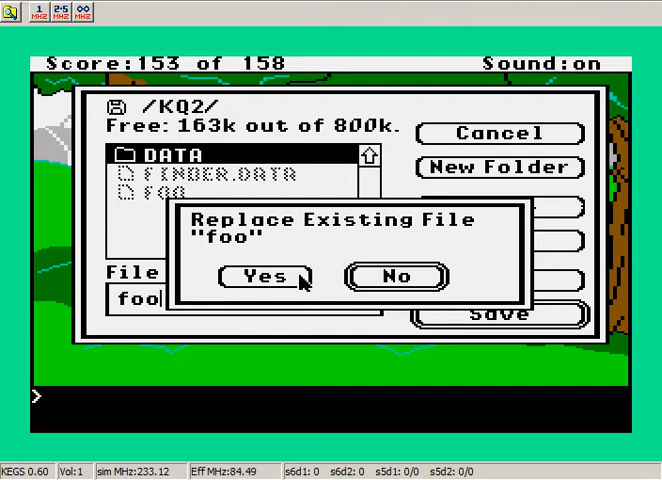 1 MHZ 2·5 MHZ ∞ MHZ
Score:153 of 158 Sound:on
/KQ2/
Free: 163k out of 800k.
Cancel
DATA
New Folder
FINDER.DATA
FOO
Replace Existing File
"foo"
Yes No
File
foo
Save
>
KEGS 0.60 Vol:1 sim MHz:233.12 Eff MHz:84.49 s6d1: 0 s6d2: 0 s5d1: 0/0 s5d2: 0/0